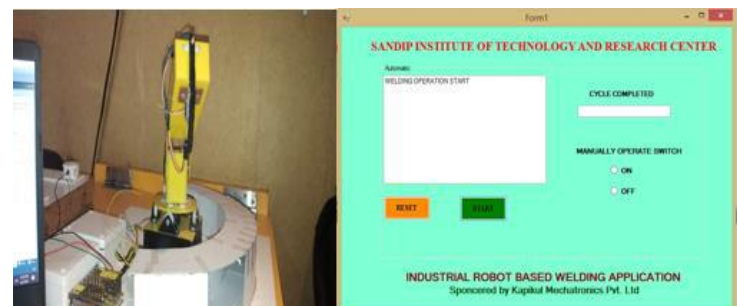 form1
SANDIP INSTITUTE OF TECHNOLOGY AND RESEARCH CENTER
Automatic
WELDING OPERATION START
CYCLE COMPLETED
MANUALLY OPERATE SWITCH
ON
OFF
RESET
START
INDUSTRIAL ROBOT BASED WELDING APPLICATION
Sponcered by Kapikul Mechatronics Pvt. Ltd